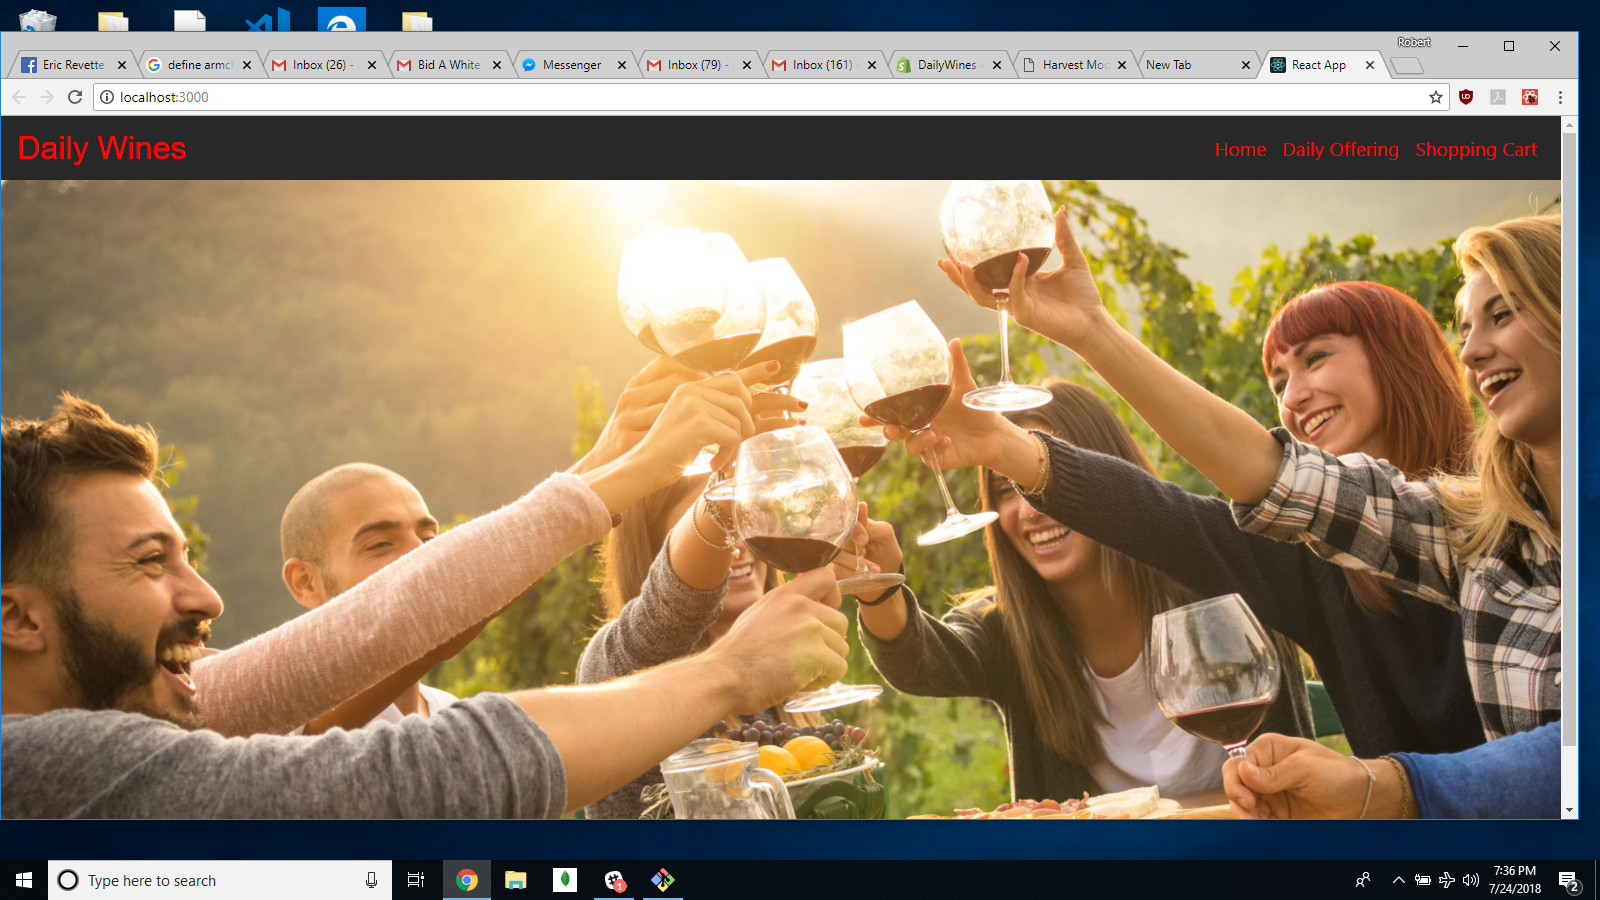 Robert
Eric Revette
define armc
Inbox (26) -
Bid A White
Messenger
Inbox (79) -
Inbox (161) -
DailyWines -
Harvest Moo
New Tab
React App
localhost:3000
Daily Wines
Home Daily Offering Shopping Cart
Type here to search
1
7:36 PM
7/24/2018
2